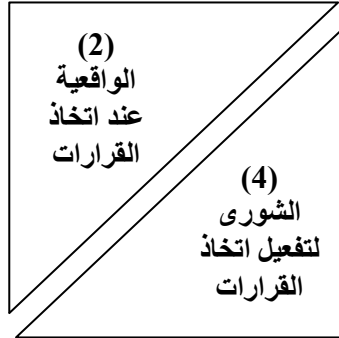 (2)
الواقعية
عند اتخاذ
القرارات
(4)
الشورى
لتفعيل اتخاذ
القرارات